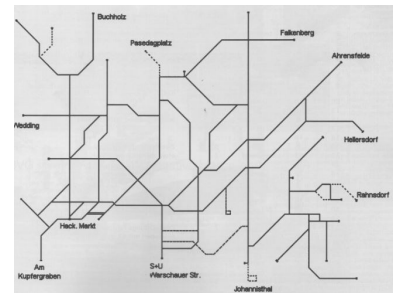 Buchholz
Pasedagplatz
Falkenberg
Ahrensfelde
Wedding
Hellersdorf
Rahnsdorf
Hack. Markt
Am
Kupfergraben
S+U
Warschauer Str.
Johannisthal